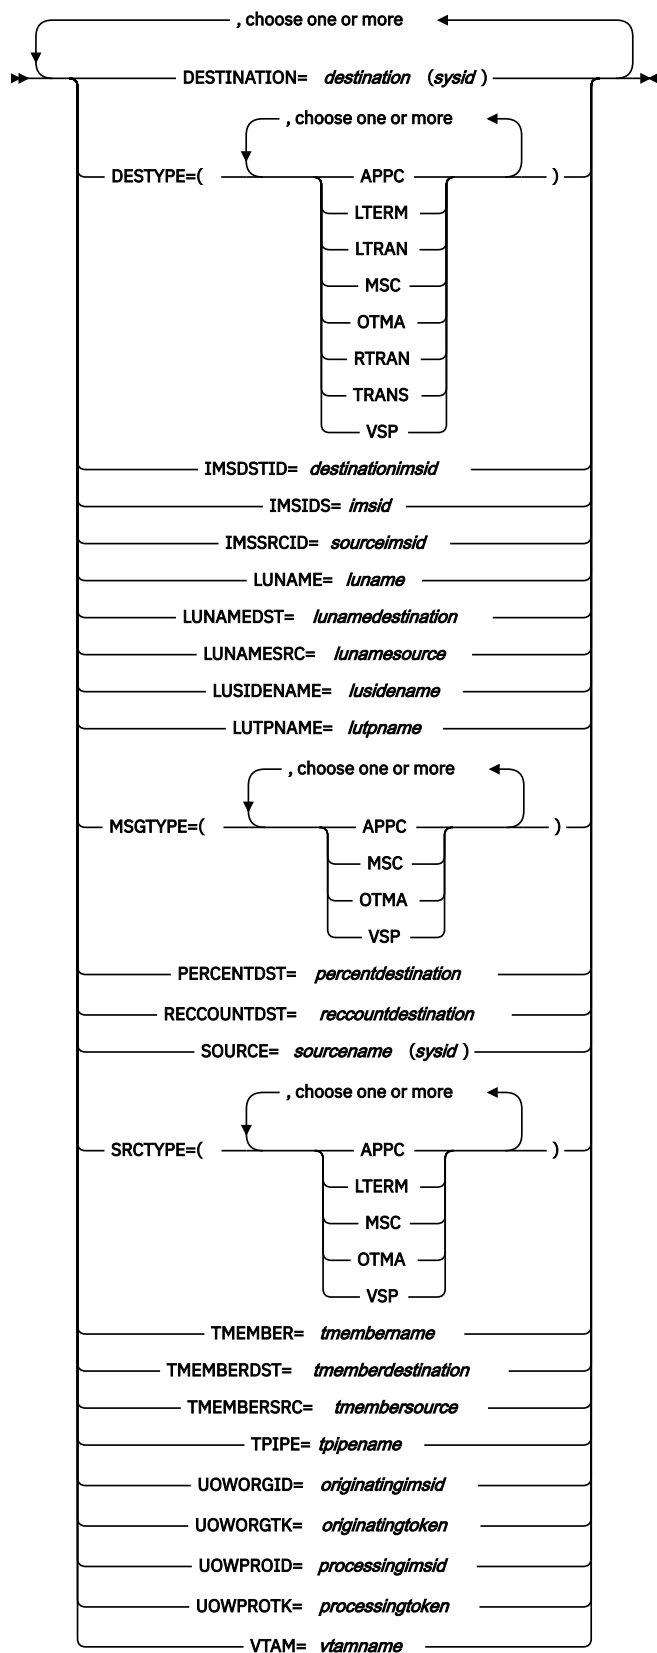 , choose one or more
DESTINATION= destination (sysid )
, choose one or more
DESTYPE=( APPC )
LTERM
LTRAN
MSC
OTMA
RTRAN
TRANS
VSP
IMSDSTID= destinationimsid
IMSIDS= imsid
IMSSRCID= sourceimsid
LUNAME= luname
LUNAMEDST= lunamedestination
LUNAMESRC= lunamesource
LUSIDENAME= lusidename
LUTPNAME= lutpname
, choose one or more
MSGTYPE=( APPC )
MSC
OTMA
VSP
PERCENTDST= percentdestination
RECCOUNTDST= reccountdestination
SOURCE= sourcename (sysid )
, choose one or more
SRCTYPE=( APPC )
LTERM
MSC
OTMA
VSP
TMEMBER= tmembername
TMEMBERDST= tmemberdestination
TMEMBERSRC= tmembersource
TPIPE= tpipename
UOWORGID= originatingimsid
UOWORGTK= originatingtoken
UOWPROID= processingimsid
UOWPROTK= processingtoken
VTAM= vtamname